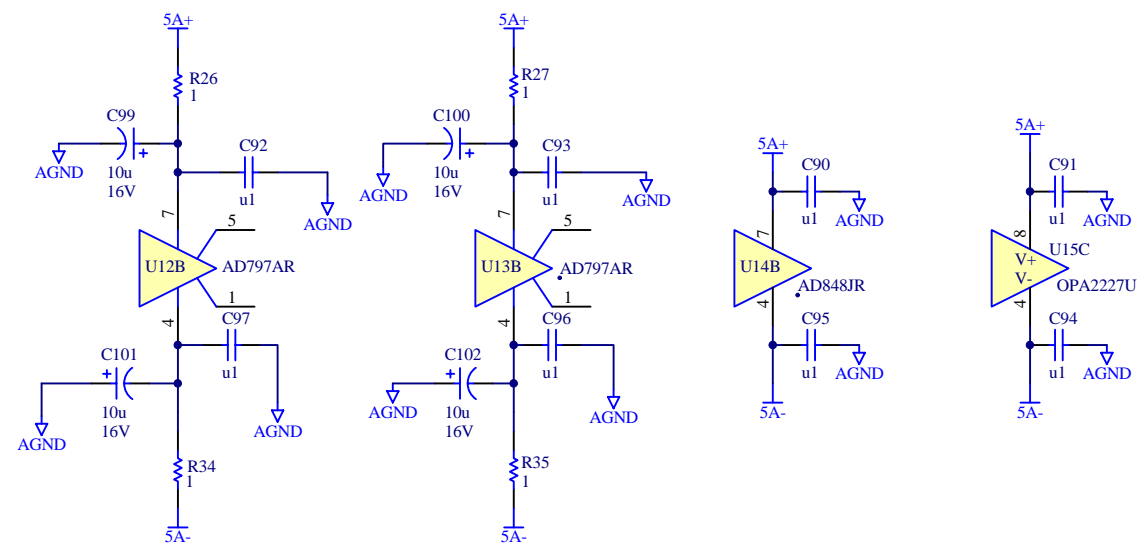 5A+
R26
1
C99
10u
16V
AGND
C92
u1
AGND
7
5
U12B
AD797AR
1
4
C97
u1
AGND
C101
10u
16V
AGND
R34
1
5A-
5A+
R27
1
C100
10u
16V
AGND
C93
u1
AGND
7
5
U13B
AD797AR
1
4
C96
u1
AGND
C102
10u
16V
AGND
R35
1
5A-
5A+
C90
u1
AGND
7
U14B
AD848JR
4
C95
u1
AGND
5A-
5A+
C91
u1
AGND
8
U15C
V+
V-
OPA2227U
4
C94
u1
AGND
5A-